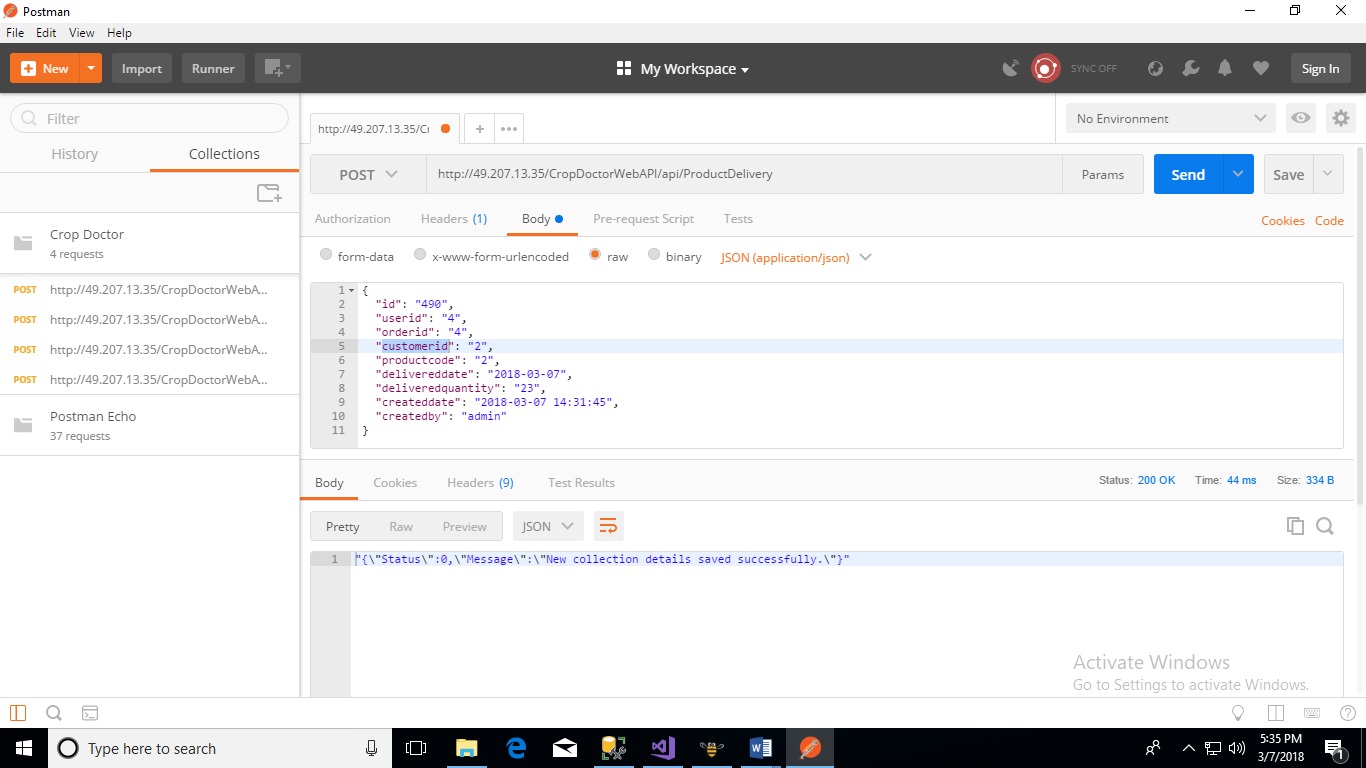 Postman
File Edit View Help
New Import Runner My Workspace SYNC OFF Sign In
Filter
History Collections
Crop Doctor
4 requests
POST http://49.207.13.35/CropDoctorWebA...
POST http://49.207.13.35/CropDoctorWebA...
POST http://49.207.13.35/CropDoctorWebA...
POST http://49.207.13.35/CropDoctorWebA...
Postman Echo
37 requests
http://49.207.13.35/Cr + ••• No Environment
POST http://49.207.13.35/CropDoctorWebAPI/api/ProductDelivery Params Send Save
Authorization Headers (1) Body Pre-request Script Tests Cookies Code
form-data x-www-form-urlencoded raw binary JSON (application/json)
1 {
2 "id": "490",
3 "userid": "4",
4 "orderid": "4",
5 "customerid": "2",
6 "productcode": "2",
7 "delivereddate": "2018-03-07",
8 "deliveredquantity": "23",
9 "createddate": "2018-03-07 14:31:45",
10 "createdby": "admin"
11 }
Body Cookies Headers (9) Test Results Status: 200 OK Time: 44 ms Size: 334 B
Pretty Raw Preview JSON
1 "{\"Status\":0,\"Message\":\"New collection details saved successfully.\"}"
Activate Windows
Go to Settings to activate Windows.
Type here to search
5:35 PM
3/7/2018
1